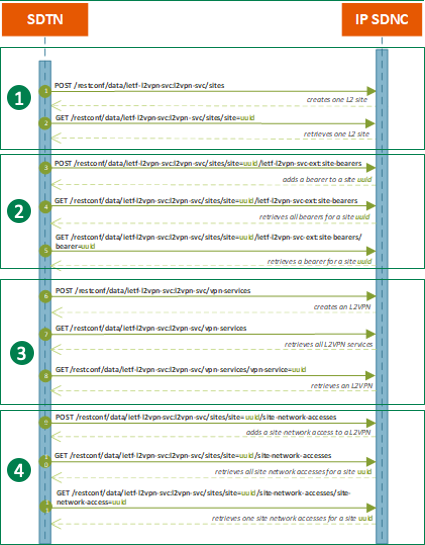 SDTN
IP SDNC
1
1
POST /restconf/data/ietf-l2vpn-svc:l2vpn-svc/sites
creates one L2 site
2
GET /restconf/data/ietf-l2vpn-svc:l2vpn-svc/sites/site=uuid
retrieves one L2 site
2
3
POST /restconf/data/ietf-l2vpn-svc:l2vpn-svc/sites/site=uuid/ietf-l2vpn-svc-ext:site-bearers
adds a bearer to a site uuid
4
GET /restconf/data/ietf-l2vpn-svc:l2vpn-svc/sites/site=uuid/ietf-l2vpn-svc-ext:site-bearers
retrieves all bearers for a site uuid
GET /restconf/data/ietf-l2vpn-svc:l2vpn-svc/sites/site=uuid/ietf-l2vpn-svc-ext:site-bearers/
5
bearer=uuid
retrieves a bearer for a site uuid
3
6
POST /restconf/data/ietf-l2vpn-svc:l2vpn-svc/vpn-services
creates an L2VPN
7
GET /restconf/data/ietf-l2vpn-svc:l2vpn-svc/vpn-services
retrieves all L2VPN services
8
GET /restconf/data/ietf-l2vpn-svc:l2vpn-svc/vpn-services/vpn-service=uuid
retrieves an L2VPN
4
POST /restconf/data/ietf-l2vpn-svc:l2vpn-svc/sites/site=uuid/site-network-accesses
adds a site network access to a L2VPN
GET /restconf/data/ietf-l2vpn-svc:l2vpn-svc/sites/site=uuid/site-network-accesses
retrieves all site network accesses for a site uuid
GET /restconf/data/ietf-l2vpn-svc:l2vpn-svc/sites/site=uuid/site-network-accesses/site-
network-access=uuid
retrieves one site network accesses for a site uuid